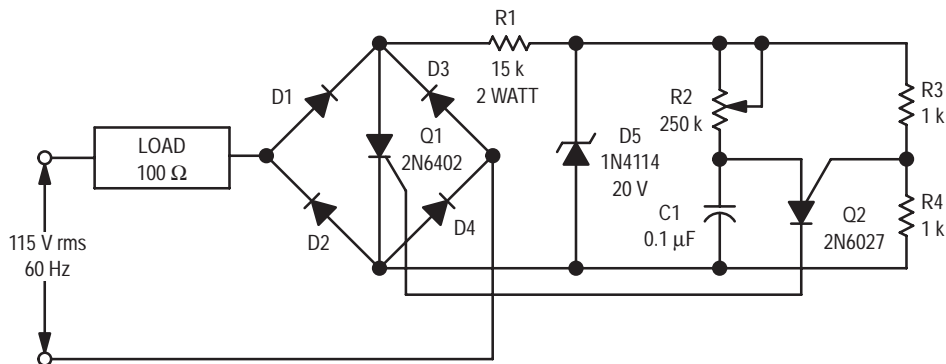 R1
15 k
2 WATT
D1
D3
Q1
2N6402
D2
D4
LOAD
100 Ω
115 V rms
60 Hz
D5
1N4114
20 V
R2
250 k
C1
0.1 µF
Q2
2N6027
R3
1 k
R4
1 k